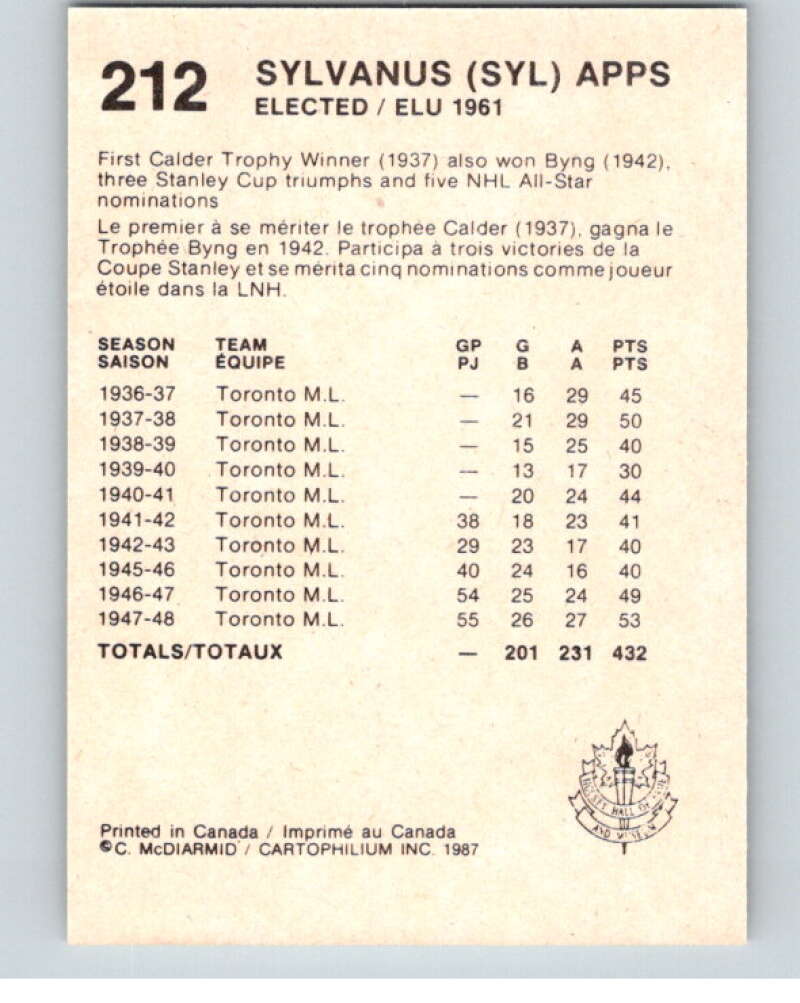 212 SYLVANUS (SYL) APPS
ELECTED / ELU 1961
First Calder Trophy Winner (1937) also won Byng (1942),
three Stanley Cup triumphs and five NHL All-Star
nominations
Le premier à se mériter le trophée Calder (1937), gagna le
Trophée Byng en 1942. Participa à trois victories de la
Coupe Stanley et se mérita cinq nominations comme joueur
étoile dans la LNH.
SEASON TEAM GP G A PTS
SAISON ÉQUIPE PJ B A PTS
1936-37 Toronto M.L. — 16 29 45
1937-38 Toronto M.L. — 21 29 50
1938-39 Toronto M.L. — 15 25 40
1939-40 Toronto M.L. — 13 17 30
1940-41 Toronto M.L. — 20 24 44
1941-42 Toronto M.L. 38 18 23 41
1942-43 Toronto M.L. 29 23 17 40
1945-46 Toronto M.L. 40 24 16 40
1946-47 Toronto M.L. 54 25 24 49
1947-48 Toronto M.L. 55 26 27 53
TOTALS/TOTAUX — 201 231 432
HOCKEY HALL OF FAME
AND MUSEUM
Printed in Canada / Imprimé au Canada
©C. McDIARMID / CARTOPHILIUM INC. 1987